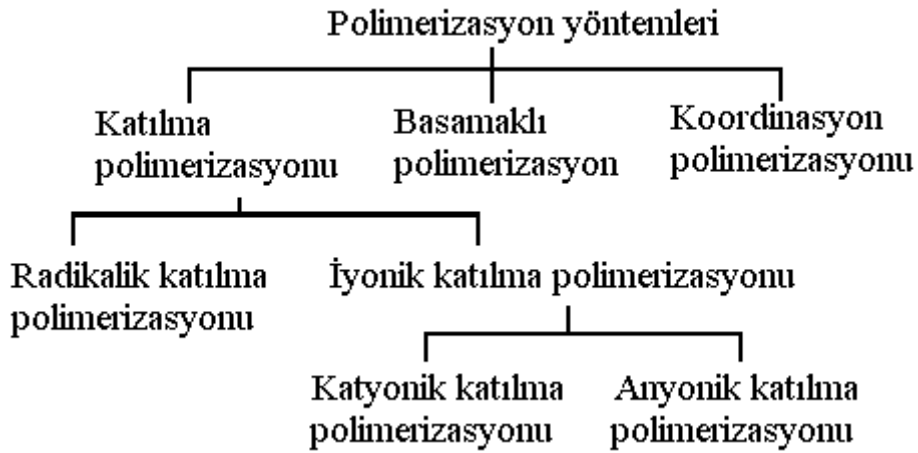 Polimerizasyon yöntemleri
Katılma
polimerizasyonu
Basamaklı
polimerizasyon
Koordinasyon
polimerizasyonu
Radikalik katılma
polimerizasyonu
İyonik katılma polimerizasyonu
Katyonik katılma
polimerizasyonu
Anyonik katılma
polimerizasyonu